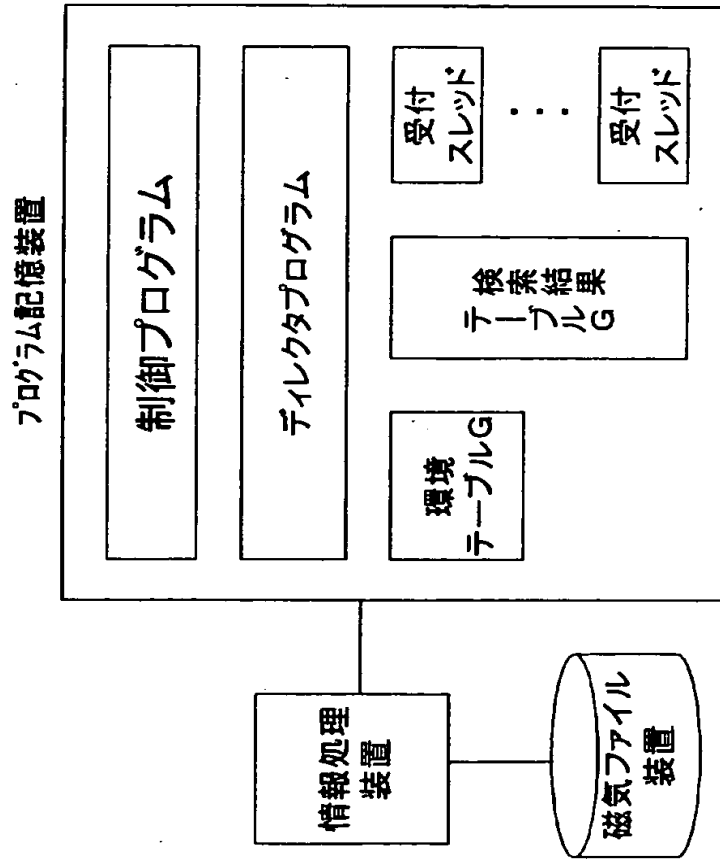 プログラム記憶装置
制御プログラム
ディレクタプログラム
環境
テーブルG
検索結果
テーブルG
受付
スレッド
・・・
受付
スレッド
情報処理
装置
磁気ファイル
装置